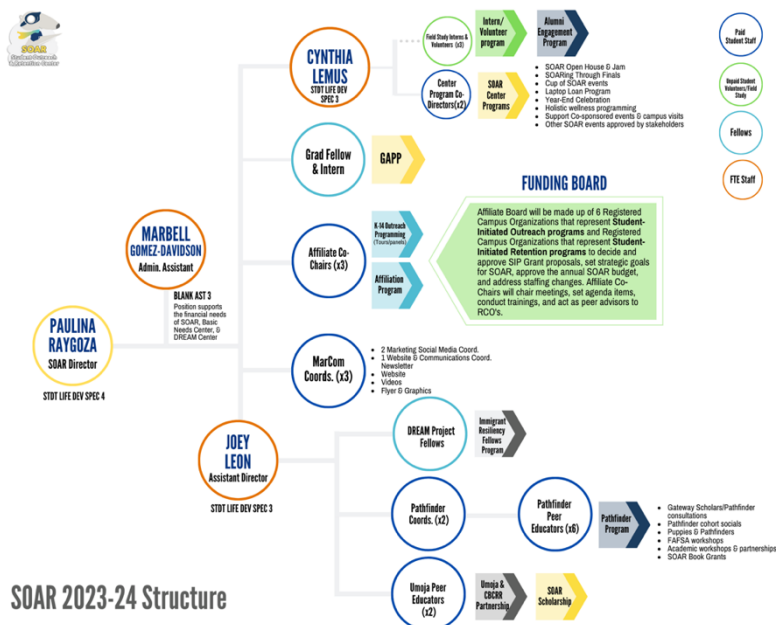 SOAR
Student Outreach
& Retention Center
CYNTHIA
LEMUS
STDT LIFE DEV
SPEC 3
Field Study Interns &
Volunteers (x3)
Intern/
Volunteer
program
Alumni
Engagement
Program
Center
Program Co-
Directors(x2)
SOAR
Center
Programs
• SOAR Open House & Jam
• SOARing Through Finals
• Cup of SOAR events
• Laptop Loan Program
• Year-End Celebration
• Holistic wellness programming
• Support Co-sponsored events & campus visits
• Other SOAR events approved by stakeholders
Paid
Student Staff
Unpaid Student
Volunteers/Field
Study
Fellows
FTE Staff
Grad Fellow
& Intern
GAPP
FUNDING BOARD
Affiliate Board will be made up of 6 Registered
Campus Organizations that represent Student-
Initiated Outreach programs and Registered
Campus Organizations that represent Student-
Initiated Retention programs to decide and
approve SIP Grant proposals, set strategic goals
for SOAR, approve the annual SOAR budget,
and address staffing changes. Affiliate Co-
Chairs will chair meetings, set agenda items,
conduct trainings, and act as peer advisors to
RCO's.
Affiliate Co-
Chairs (x3)
K-14 Outreach
Programming
(Tours/panels)
Affiliation
Program
MARBELL
GOMEZ-DAVIDSON
Admin. Assistant
BLANK AST 3
Position supports
the financial needs
of SOAR, Basic
Needs Center, &
DREAM Center
PAULINA
RAYGOZA
SOAR Director
STDT LIFE DEV SPEC 4
MarCom
Coords. (x3)
• 2 Marketing Social Media Coord.
• 1 Website & Communications Coord.
Newsletter
• Website
• Videos
• Flyer & Graphics
JOEY
LEON
Assistant Director
STDT LIFE DEV SPEC 3
DREAM Project
Fellows
Immigrant
Resiliency
Fellows
Program
Pathfinder
Coords. (x2)
Pathfinder
Peer
Educators (x6)
Pathfinder
Program
• Gateway Scholars/Pathfinder
consultations
• Pathfinder cohort socials
• Puppies & Pathfinders
• FAFSA workshops
• Academic workshops & partnerships
• SOAR Book Grants
Umoja Peer
Educators
(x2)
Umoja &
CBCRR
Partnership
SOAR
Scholarship
SOAR 2023-24 Structure